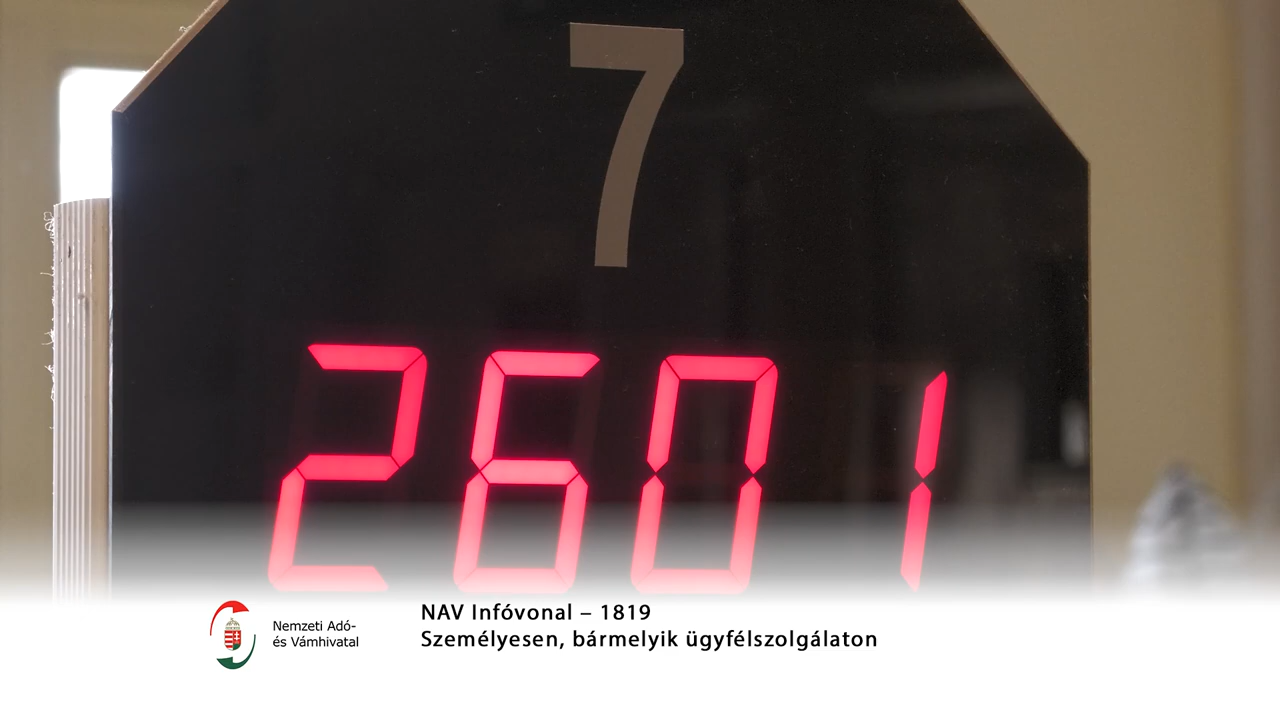 7
2601
Nemzeti Adó-
és Vámhivatal
NAV Infóvonal – 1819
Személyesen, bármelyik ügyfélszolgálaton